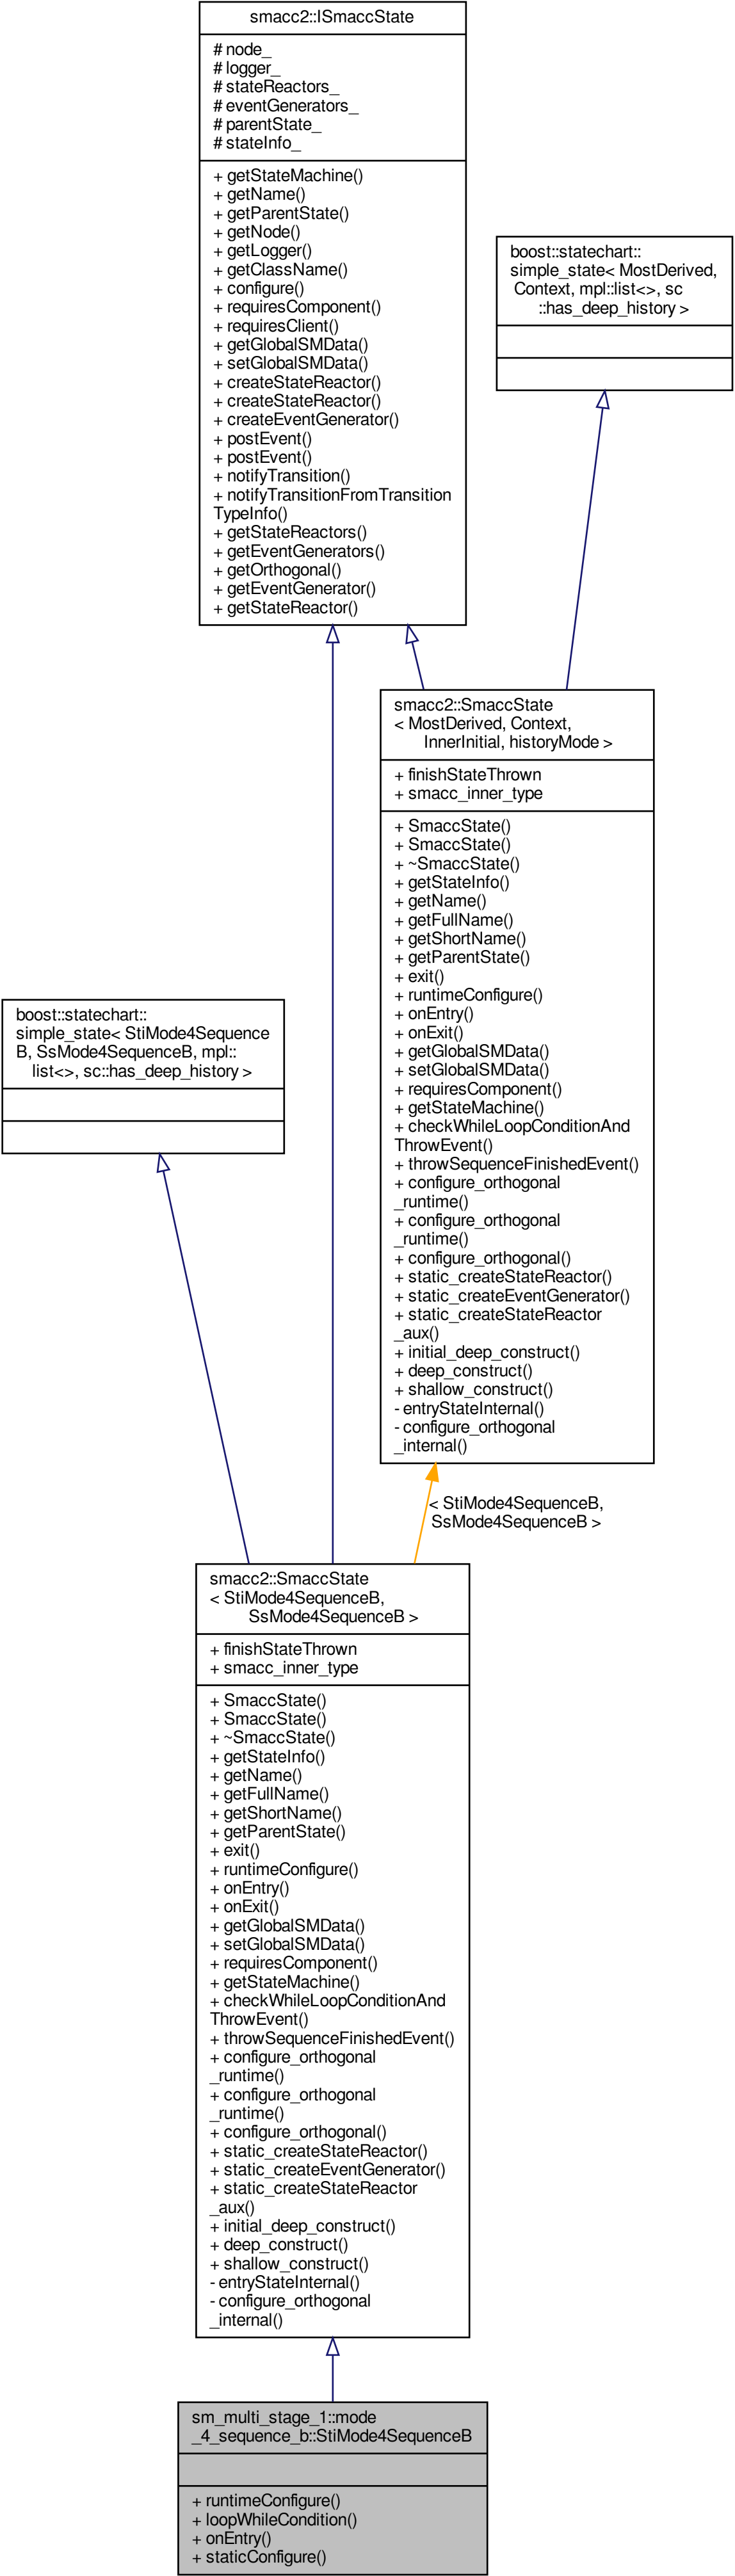 smacc2::ISmaccState
# node_
# logger_
# stateReactors_
# eventGenerators_
# parentState_
# stateInfo_
+ getStateMachine()
+ getName()
+ getParentState()
+ getNode()
+ getLogger()
+ getClassName()
+ configure()
+ requiresComponent()
+ requiresClient()
+ getGlobalSMData()
+ setGlobalSMData()
+ createStateReactor()
+ createStateReactor()
+ createEventGenerator()
+ postEvent()
+ postEvent()
+ notifyTransition()
+ notifyTransitionFromTransition
TypeInfo()
+ getStateReactors()
+ getEventGenerators()
+ getOrthogonal()
+ getEventGenerator()
+ getStateReactor()
boost::statechart::
simple_state< MostDerived,
Context, mpl::list<>, sc
::has_deep_history >
smacc2::SmaccState
< MostDerived, Context,
InnerInitial, historyMode >
+ finishStateThrown
+ smacc_inner_type
+ SmaccState()
+ SmaccState()
+ ~SmaccState()
+ getStateInfo()
+ getName()
+ getFullName()
+ getShortName()
+ getParentState()
+ exit()
+ runtimeConfigure()
+ onEntry()
+ onExit()
+ getGlobalSMData()
+ setGlobalSMData()
+ requiresComponent()
+ getStateMachine()
+ checkWhileLoopConditionAnd
ThrowEvent()
+ throwSequenceFinishedEvent()
+ configure_orthogonal
_runtime()
+ configure_orthogonal
_runtime()
+ configure_orthogonal()
+ static_createStateReactor()
+ static_createEventGenerator()
+ static_createStateReactor
_aux()
+ initial_deep_construct()
+ deep_construct()
+ shallow_construct()
- entryStateInternal()
- configure_orthogonal
_internal()
boost::statechart::
simple_state< StiMode4Sequence
B, SsMode4SequenceB, mpl::
list<>, sc::has_deep_history >
< StiMode4SequenceB,
SsMode4SequenceB >
smacc2::SmaccState
< StiMode4SequenceB,
SsMode4SequenceB >
+ finishStateThrown
+ smacc_inner_type
+ SmaccState()
+ SmaccState()
+ ~SmaccState()
+ getStateInfo()
+ getName()
+ getFullName()
+ getShortName()
+ getParentState()
+ exit()
+ runtimeConfigure()
+ onEntry()
+ onExit()
+ getGlobalSMData()
+ setGlobalSMData()
+ requiresComponent()
+ getStateMachine()
+ checkWhileLoopConditionAnd
ThrowEvent()
+ throwSequenceFinishedEvent()
+ configure_orthogonal
_runtime()
+ configure_orthogonal
_runtime()
+ configure_orthogonal()
+ static_createStateReactor()
+ static_createEventGenerator()
+ static_createStateReactor
_aux()
+ initial_deep_construct()
+ deep_construct()
+ shallow_construct()
- entryStateInternal()
- configure_orthogonal
_internal()
sm_multi_stage_1::mode
_4_sequence_b::StiMode4SequenceB
+ runtimeConfigure()
+ loopWhileCondition()
+ onEntry()
+ staticConfigure()